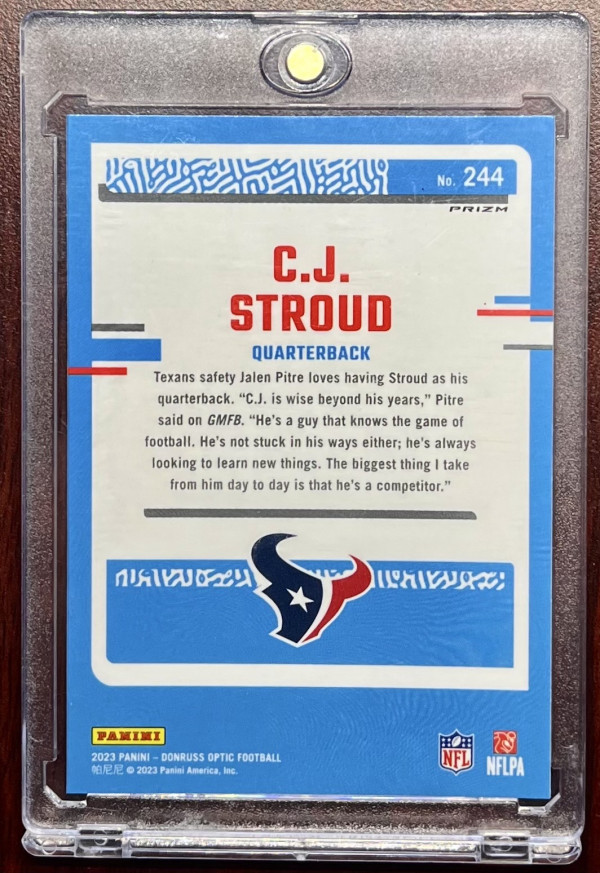 No. 244
PRIZM
C.J.
STROUD
QUARTERBACK
Texans safety Jalen Pitre loves having Stroud as his
quarterback. “C.J. is wise beyond his years,” Pitre
said on GMFB. “He’s a guy that knows the game of
football. He’s not stuck in his ways either; he’s always
looking to learn new things. The biggest thing I take
from him day to day is that he’s a competitor.”
PANINI
2023 PANINI – DONRUSS OPTIC FOOTBALL
帕尼尼 © 2023 Panini America, Inc.
NFL
NFLPA